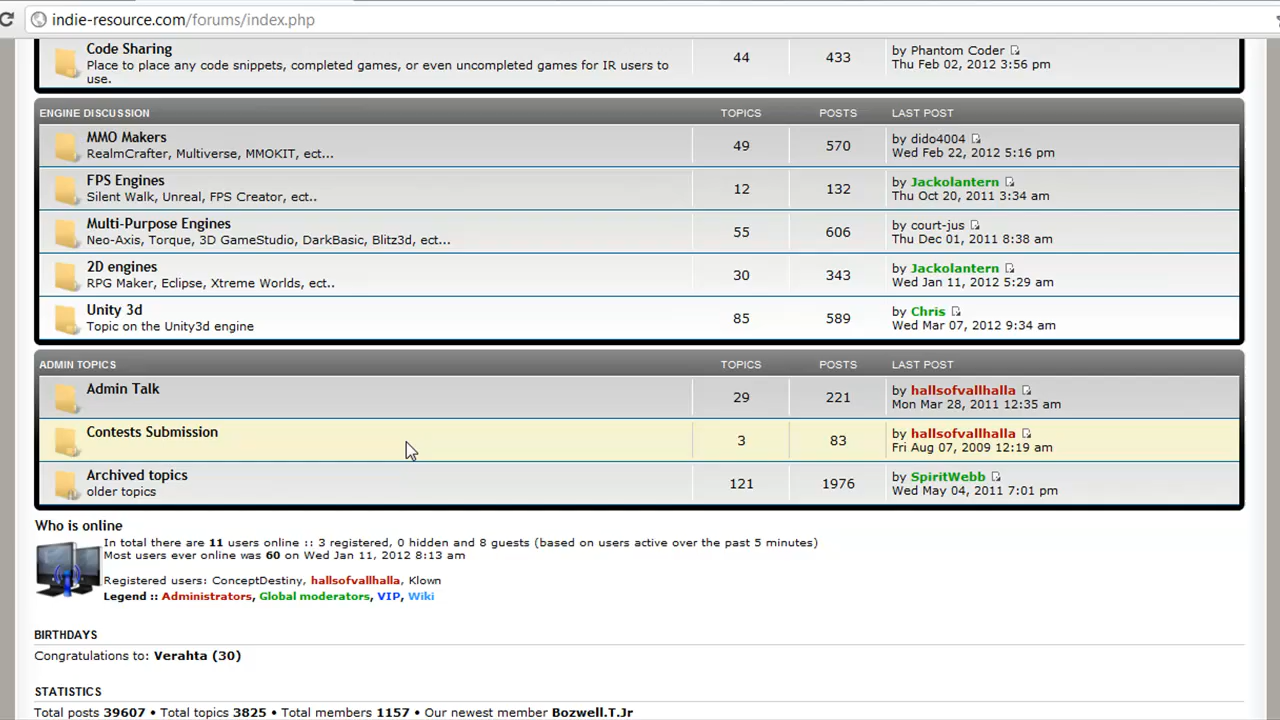 indie-resource.com/forums/index.php
Code Sharing
Place to place any code snippets, completed games, or even uncompleted games for IR users to
use.
44
433
by Phantom Coder
Thu Feb 02, 2012 3:56 pm
ENGINE DISCUSSION TOPICS POSTS LAST POST
MMO Makers
RealmCrafter, Multiverse, MMOKIT, ect...
49
570
by dido4004
Wed Feb 22, 2012 5:16 pm
FPS Engines
Silent Walk, Unreal, FPS Creator, ect..
12
132
by Jackolantern
Thu Oct 20, 2011 3:34 am
Multi-Purpose Engines
Neo-Axis, Torque, 3D GameStudio, DarkBasic, Blitz3d, ect...
55
606
by court-jus
Thu Dec 01, 2011 8:38 am
2D engines
RPG Maker, Eclipse, Xtreme Worlds, ect..
30
343
by Jackolantern
Wed Jan 11, 2012 5:29 am
Unity 3d
Topic on the Unity3d engine
85
589
by Chris
Wed Mar 07, 2012 9:34 am
ADMIN TOPICS TOPICS POSTS LAST POST
Admin Talk
29
221
by hallsofvallhalla
Mon Mar 28, 2011 12:35 am
Contests Submission
3
83
by hallsofvallhalla
Fri Aug 07, 2009 12:19 am
Archived topics
older topics
121
1976
by SpiritWebb
Wed May 04, 2011 7:01 pm
Who is online
In total there are 11 users online :: 3 registered, 0 hidden and 8 guests (based on users active over the past 5 minutes)
Most users ever online was 60 on Wed Jan 11, 2012 8:13 am
Registered users: ConceptDestiny, hallsofvallhalla, Klown
Legend :: Administrators, Global moderators, VIP, Wiki
BIRTHDAYS
Congratulations to: Verahta (30)
STATISTICS
Total posts 39607 • Total topics 3825 • Total members 1157 • Our newest member Bozwell.T.Jr